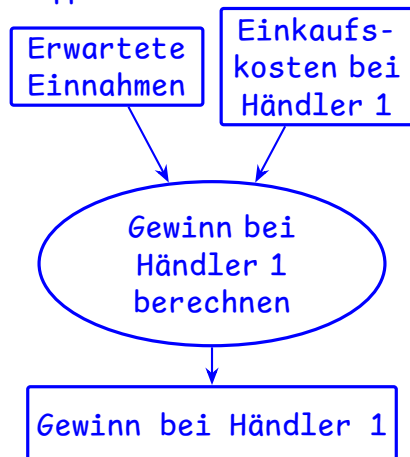 Erwartete
Einnahmen
Einkaufs-
kosten bei
Händler 1
Gewinn bei
Händler 1
berechnen
Gewinn bei Händler 1